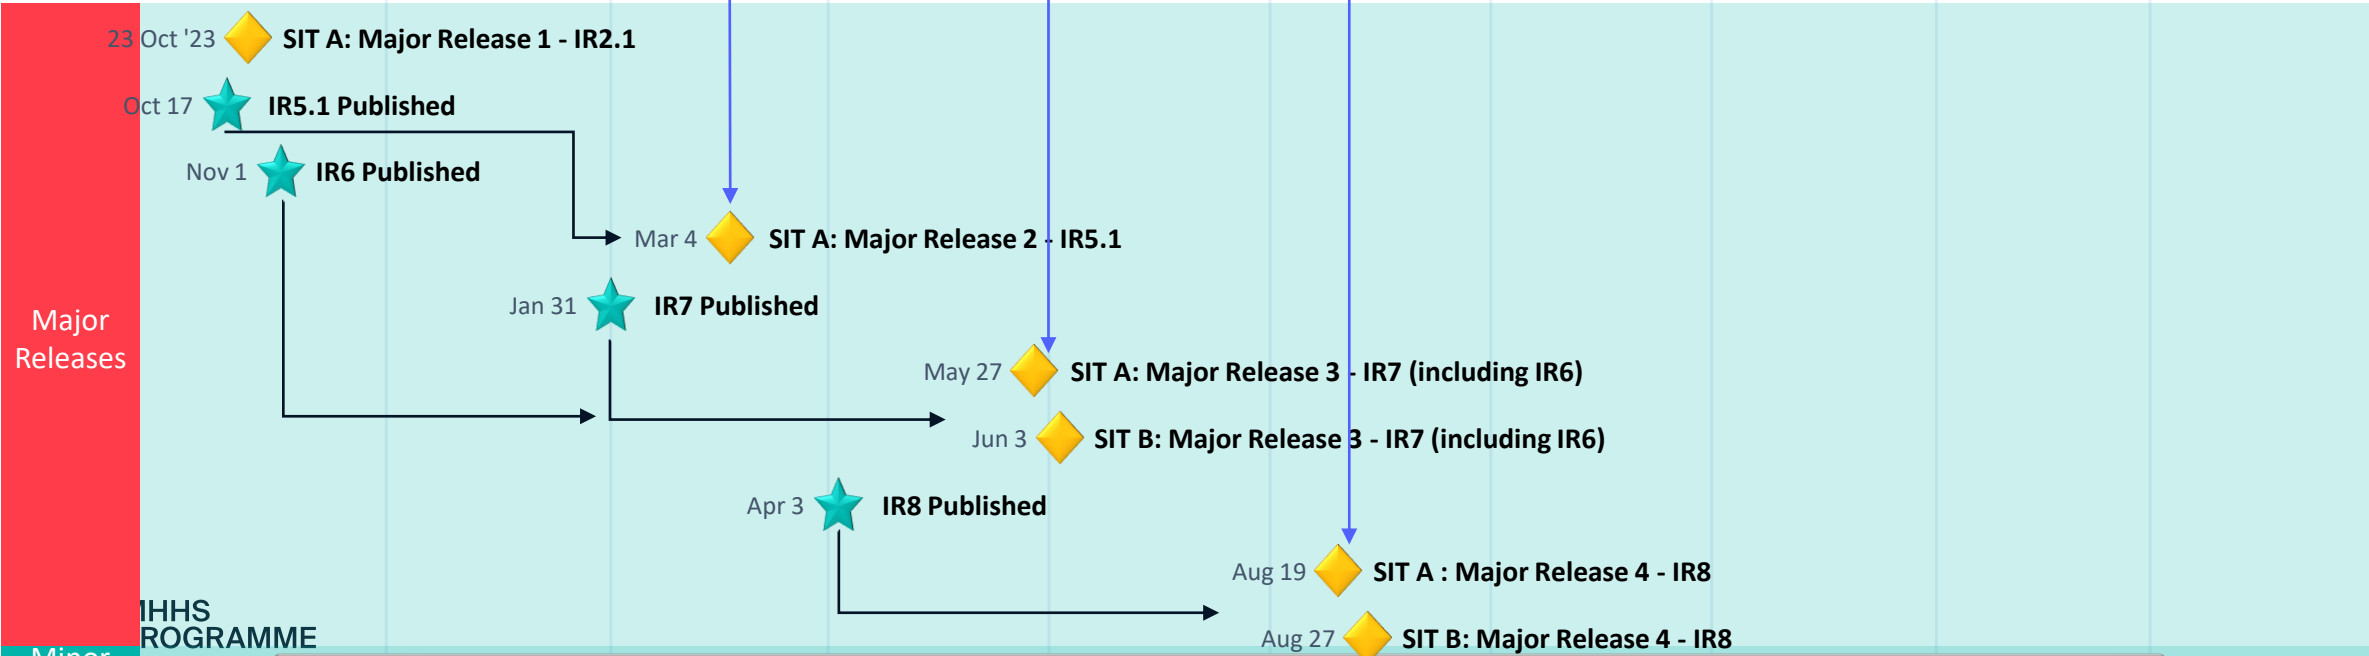 23 Oct '23 SIT A: Major Release 1 - IR2.1
Oct 17 IR5.1 Published
Nov 1 IR6 Published
Mar 4 SIT A: Major Release 2 - IR5.1
Jan 31 IR7 Published
Major
Releases
May 27 SIT A: Major Release 3 - IR7 (including IR6)
Jun 3 SIT B: Major Release 3 - IR7 (including IR6)
Apr 3 IR8 Published
Aug 19 SIT A : Major Release 4 - IR8
HHS
ROGRAMME
Aug 27 SIT B: Major Release 4 - IR8
Minor